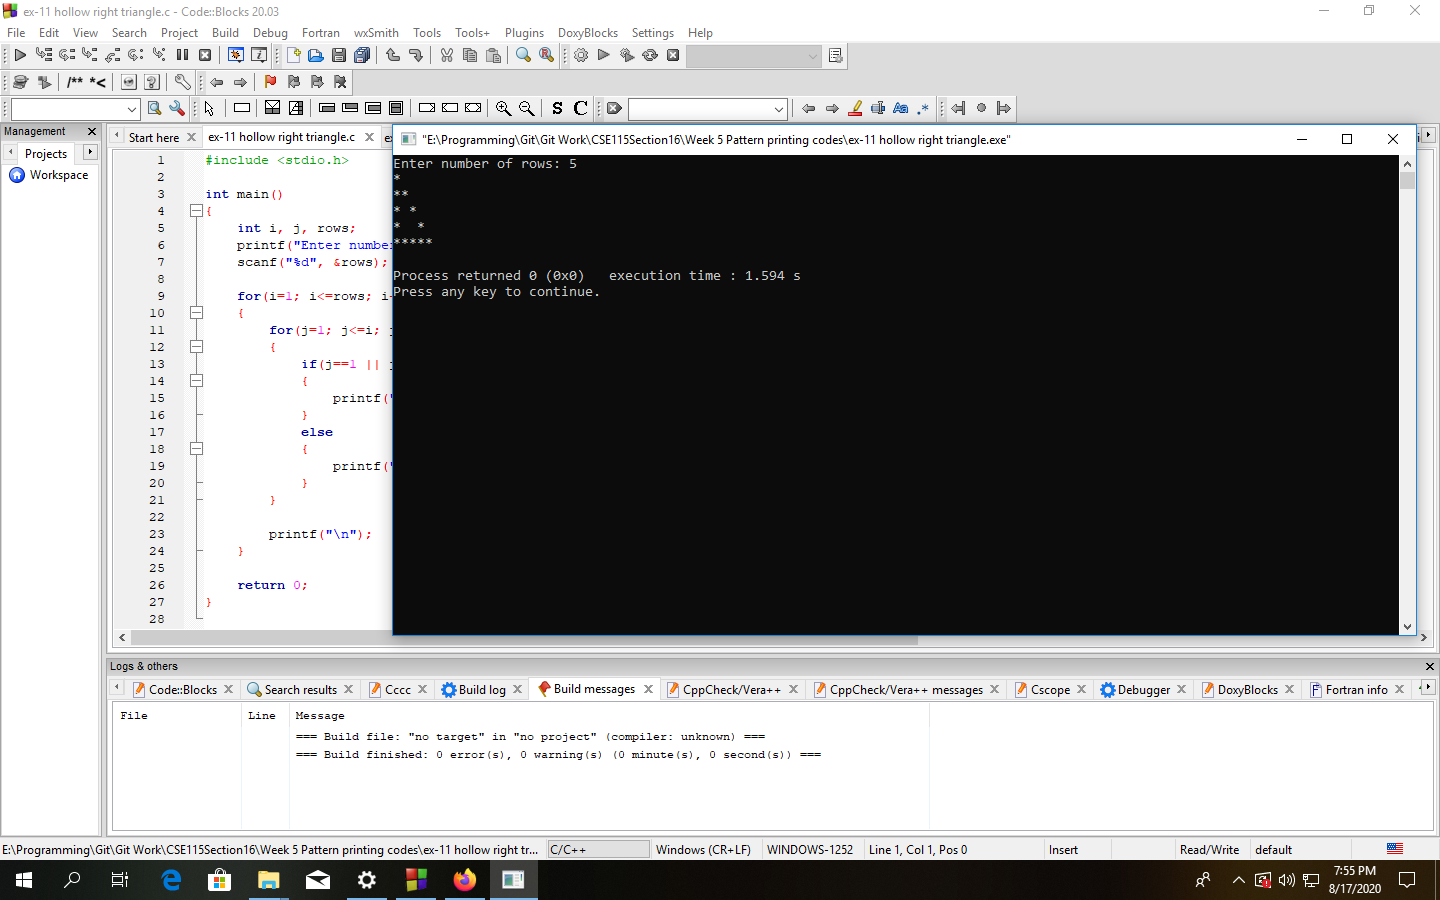 ex-11 hollow right triangle.c - Code::Blocks 20.03
File Edit View Search Project Build Debug Fortran wxSmith Tools Tools+ Plugins DoxyBlocks Settings Help
/** *<
S C
Aa .*
Management
Projects
Workspace
Start here
ex-11 hollow right triangle.c
1 #include <stdio.h>
2
3 int main()
4 {
5 int i, j, rows;
6 printf("Enter number
7 scanf("%d", &rows);
8
9 for(i=1; i<=rows; i
10 {
11 for(j=1; j<=i;
12 {
13 if(j==1 ||
14 {
15 printf("
16 }
17 else
18 {
19 printf("
20 }
21 }
22
23 printf("\n");
24 }
25
26 return 0;
27 }
28
"E:\Programming\Git\Git Work\CSE115Section16\Week 5 Pattern printing codes\ex-11 hollow right triangle.exe"
Enter number of rows: 5
*
**
* *
*  *
*****
Process returned 0 (0x0)   execution time : 1.594 s
Press any key to continue.
Logs & others
Code::Blocks Search results Cccc Build log Build messages CppCheck/Vera++ CppCheck/Vera++ messages Cscope Debugger DoxyBlocks Fortran info
File Line Message
=== Build file: "no target" in "no project" (compiler: unknown) ===
=== Build finished: 0 error(s), 0 warning(s) (0 minute(s), 0 second(s)) ===
E:\Programming\Git\Git Work\CSE115Section16\Week 5 Pattern printing codes\ex-11 hollow right tr... C/C++ Windows (CR+LF) WINDOWS-1252 Line 1, Col 1, Pos 0 Insert Read/Write default
7:55 PM
8/17/2020